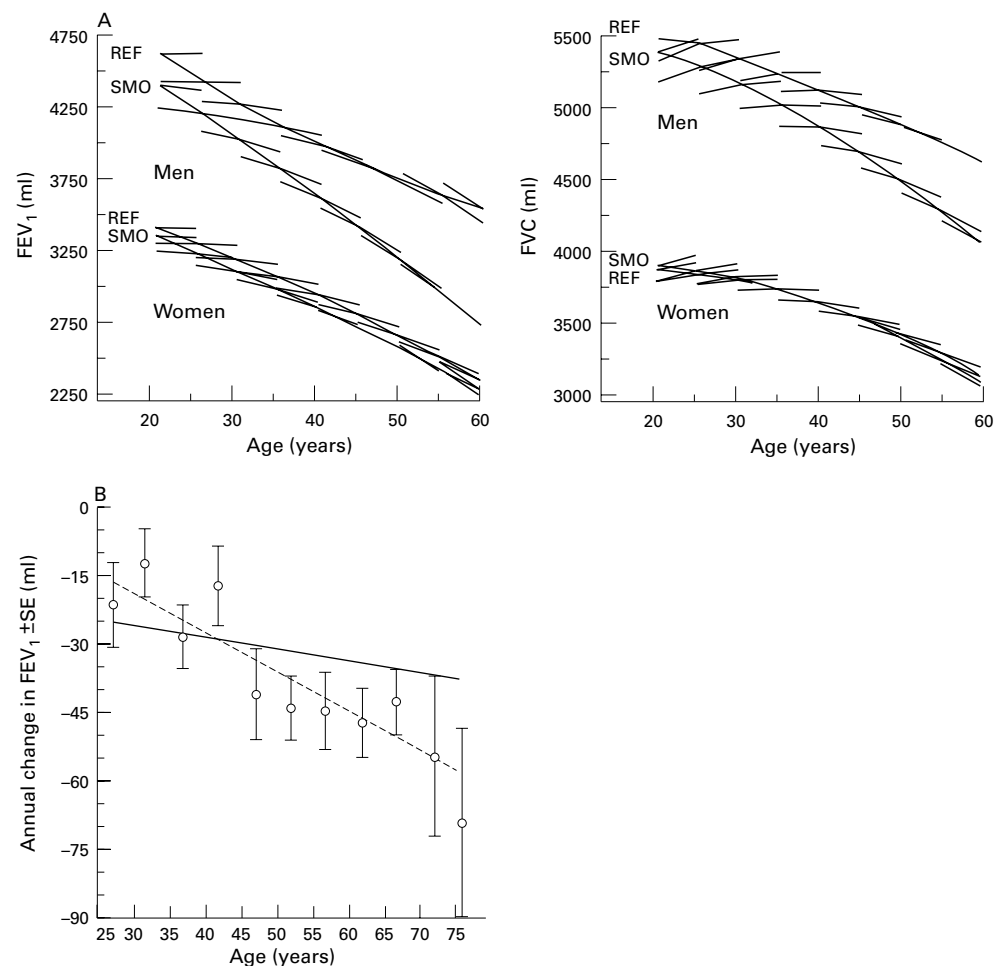 A
4750
REF
SMO
4250
Men
3750
REF
3250
SMO
Women
2750
2250
20 30 40 50 60
Age (years)
FEV₁ (ml)
REF
5500
SMO
5000
Men
4500
4000
SMO
REF
3500
Women
3000
20 30 40 50 60
Age (years)
FVC (ml)
B
0
–15
–30
–45
–60
–75
–90
25 30 35 40 45 50 55 60 65 70 75
Age (years)
Annual change in FEV₁ ±SE (ml)